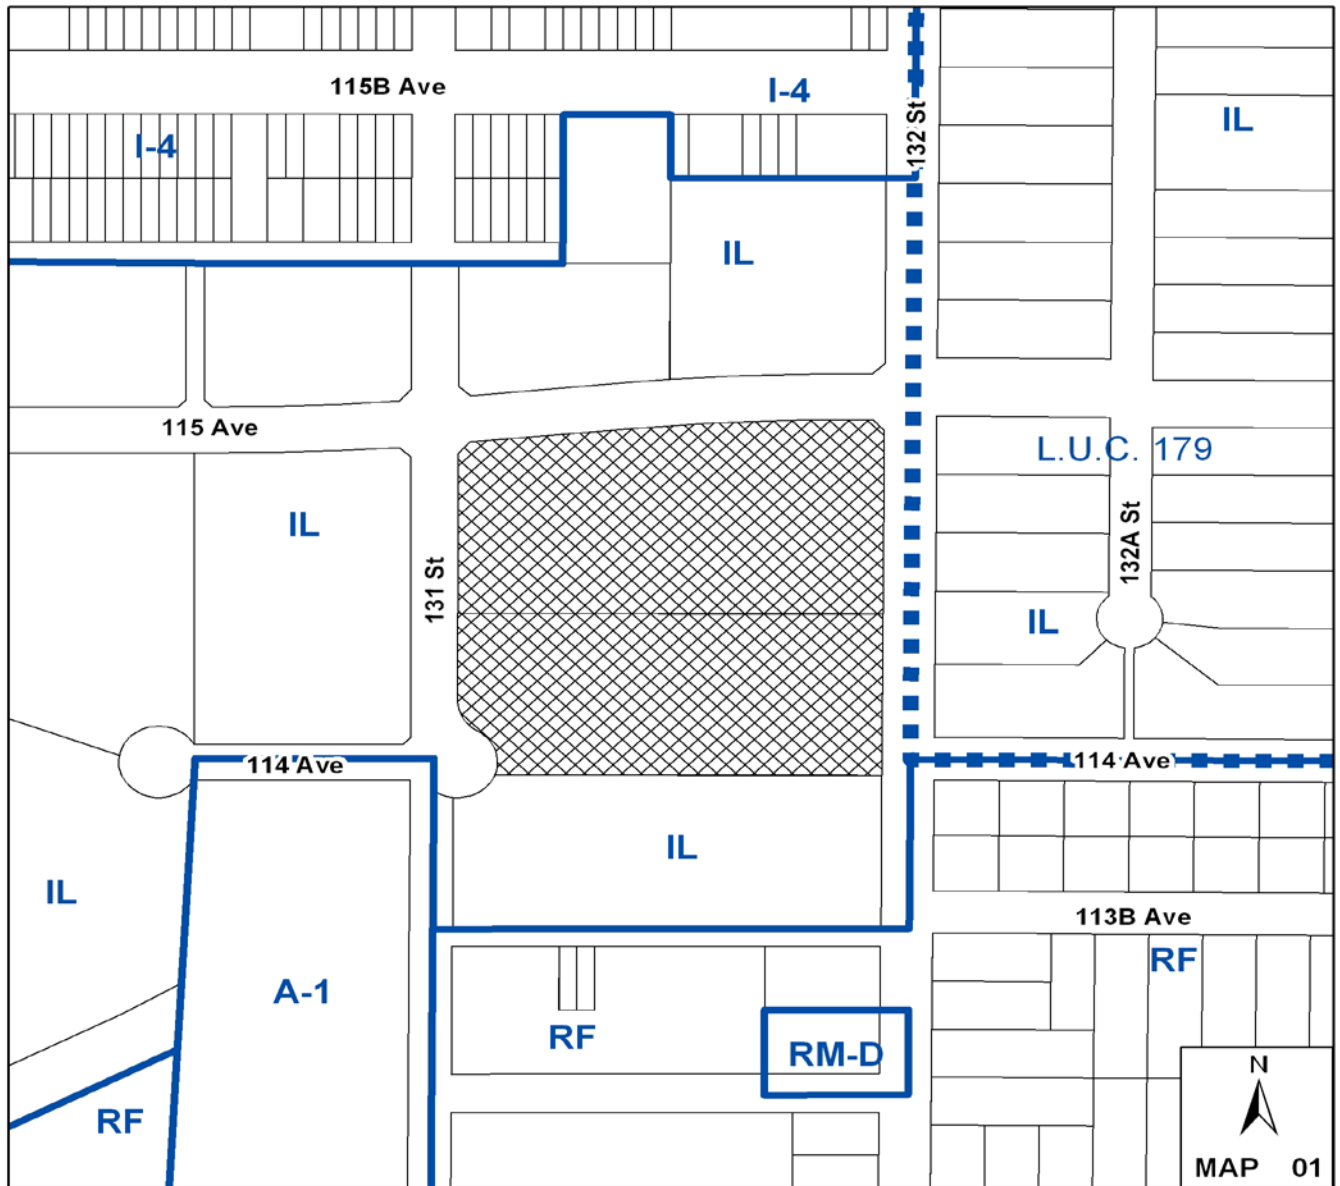 115B Ave
I-4
132 St
IL
I-4
IL
115 Ave
L.U.C. 179
IL
132A St
131 St
IL
114 Ave
114 Ave
IL
IL
113B Ave
RF
A-1
RF
RM-D
RF
N
MAP 01